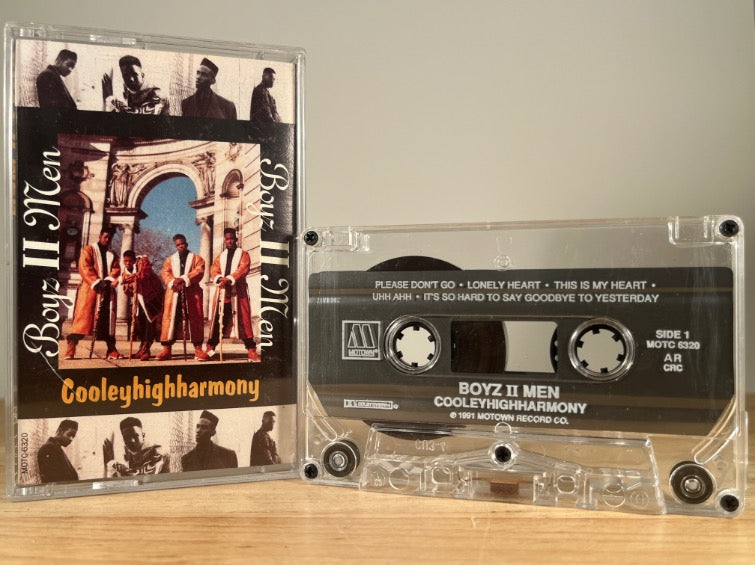 Boyz II Men
Boyz II Men
Cooleyhighharmony
MOTC-6320
PLEASE DON'T GO • LONELY HEART • THIS IS MY HEART •
UHH AHH • IT'S SO HARD TO SAY GOODBYE TO YESTERDAY
M
MOTOWN
SIDE 1
MOTC 6320
AR
CRC
BOYZ II MEN
COOLEYHIGHHARMONY
℗ 1991 MOTOWN RECORD CO.